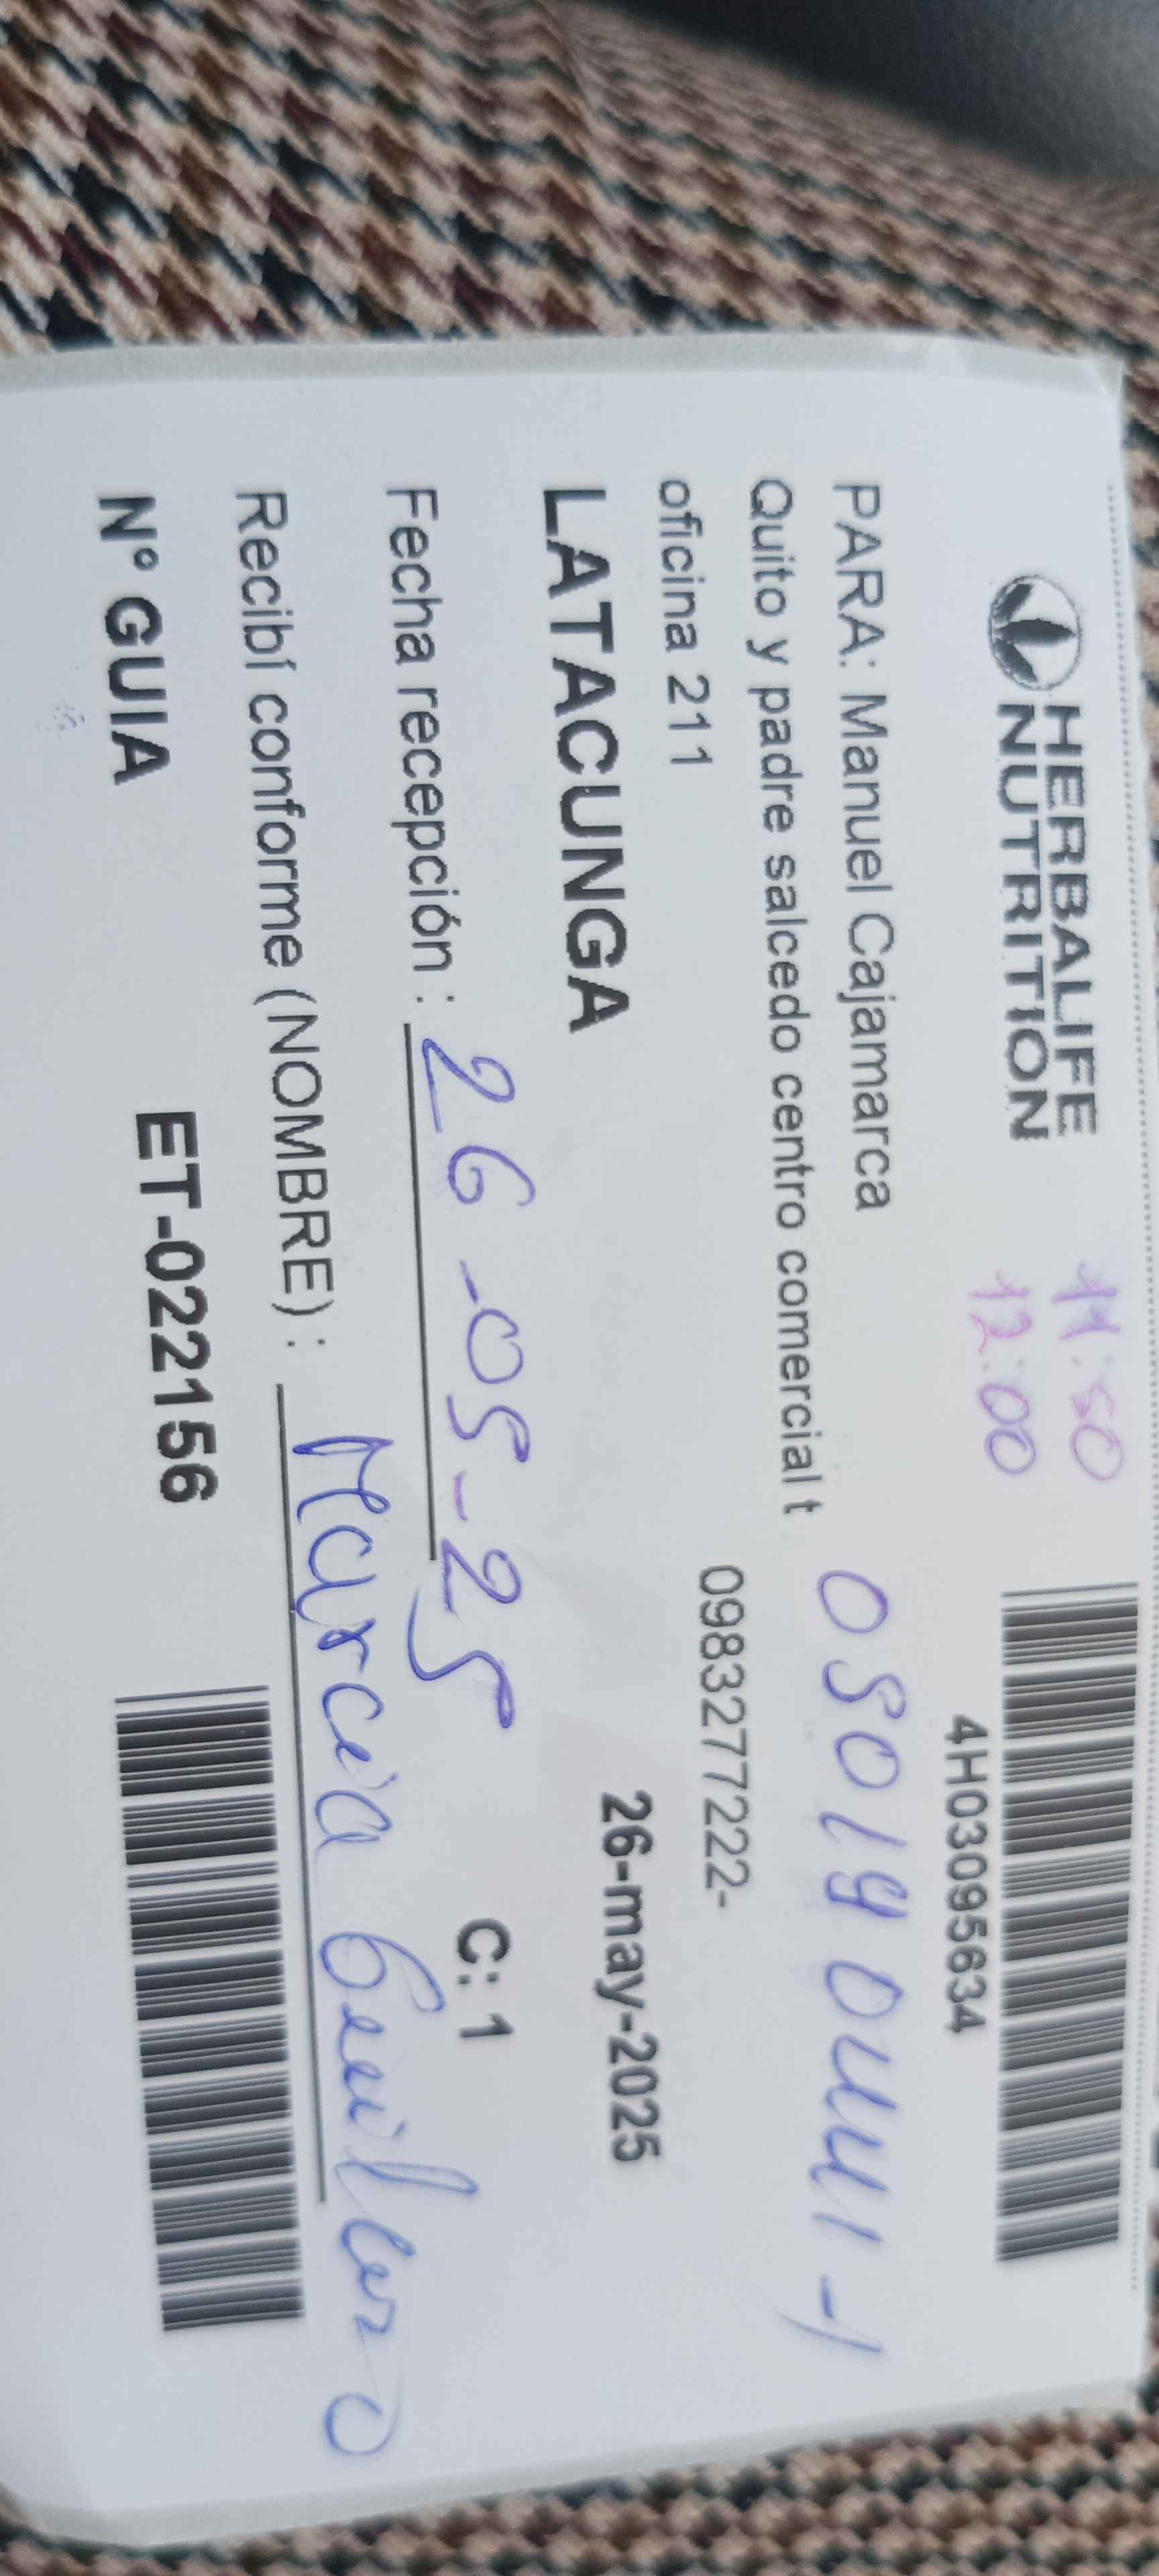 HERBALIFE
NUTRITION
11:50
12:00
4H03095634
PARA: Manuel Cajamarca
Quito y padre salcedo centro comercial t
oficina 211
0983277222-
LATACUNGA
26-may-2025
Fecha recepción : 26-05-25
C: 1
Recibí conforme (NOMBRE) : Marcia
N° GUIA
ET-022156